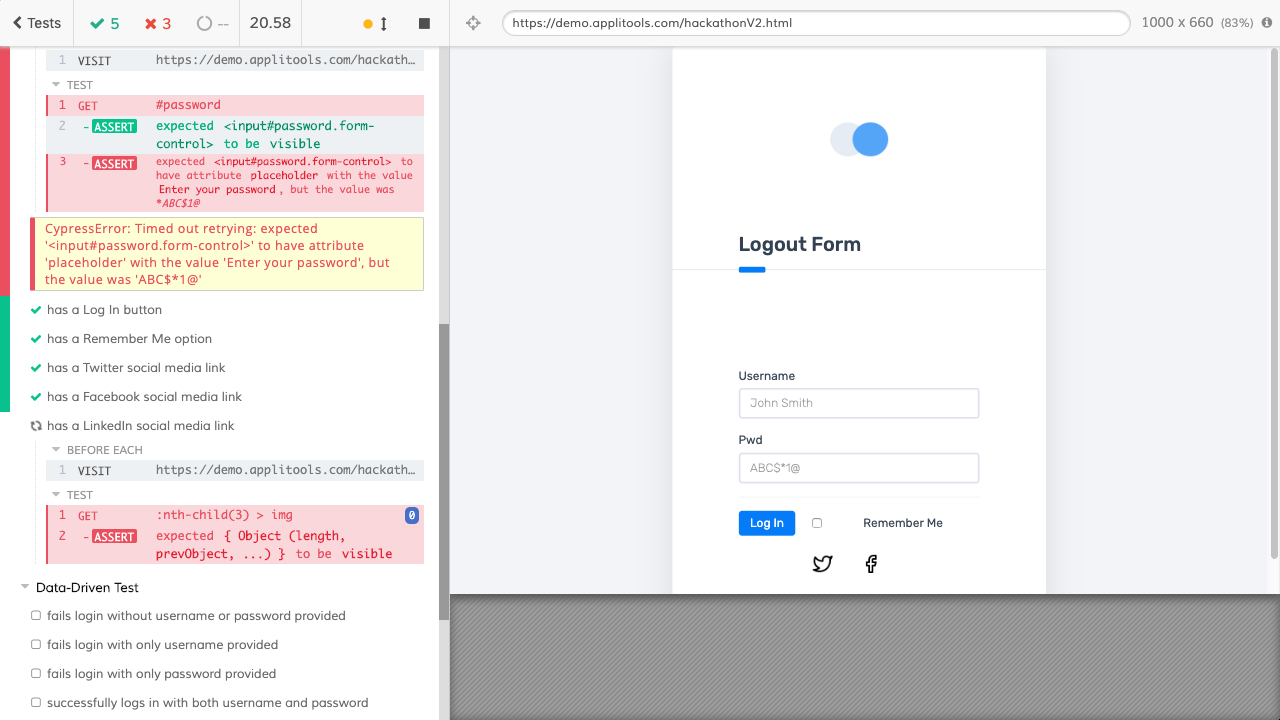 Tests 5 3 -- 20.58
https://demo.applitools.com/hackathonV2.html 1000 x 660 (83%)
1 VISIT https://demo.applitools.com/hackath…
TEST
1 GET #password
2 -ASSERT expected <input#password.form-
control> to be visible
3 -ASSERT expected <input#password.form-control> to
have attribute placeholder with the value
Enter your password, but the value was
*ABC$1@
CypressError: Timed out retrying: expected
'<input#password.form-control>' to have attribute
'placeholder' with the value 'Enter your password', but
the value was 'ABC$*1@'
has a Log In button
has a Remember Me option
has a Twitter social media link
has a Facebook social media link
has a LinkedIn social media link
BEFORE EACH
1 VISIT https://demo.applitools.com/hackath…
TEST
1 GET :nth-child(3) > img 0
2 -ASSERT expected { Object (length,
prevObject, ...) } to be visible
Data-Driven Test
fails login without username or password provided
fails login with only username provided
fails login with only password provided
successfully logs in with both username and password
Logout Form
Username
John Smith
Pwd
ABC$*1@
Log In Remember Me